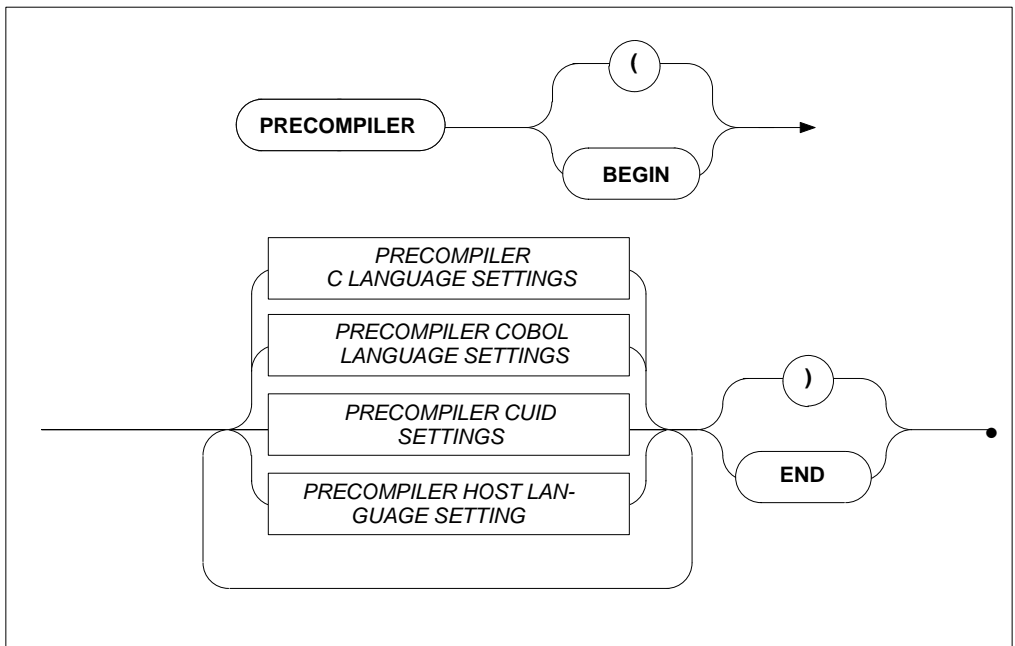 (
PRECOMPILER
BEGIN
PRECOMPILER
C LANGUAGE SETTINGS
PRECOMPILER COBOL
LANGUAGE SETTINGS
)
PRECOMPILER CUID
SETTINGS
END
PRECOMPILER HOST LAN-
GUAGE SETTING